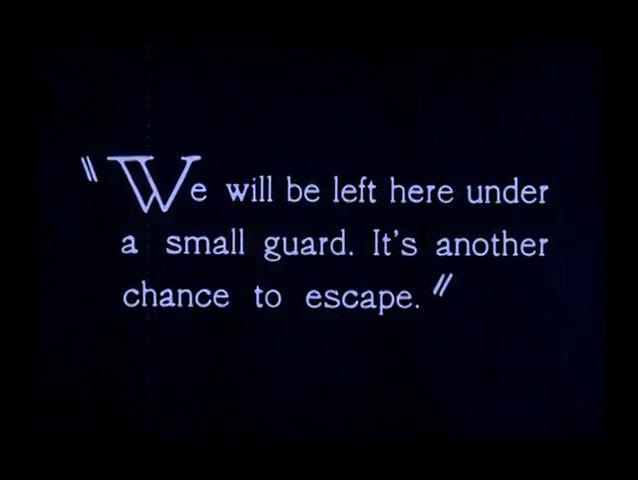 "We will be left here under
a small guard. It's another
chance to escape."